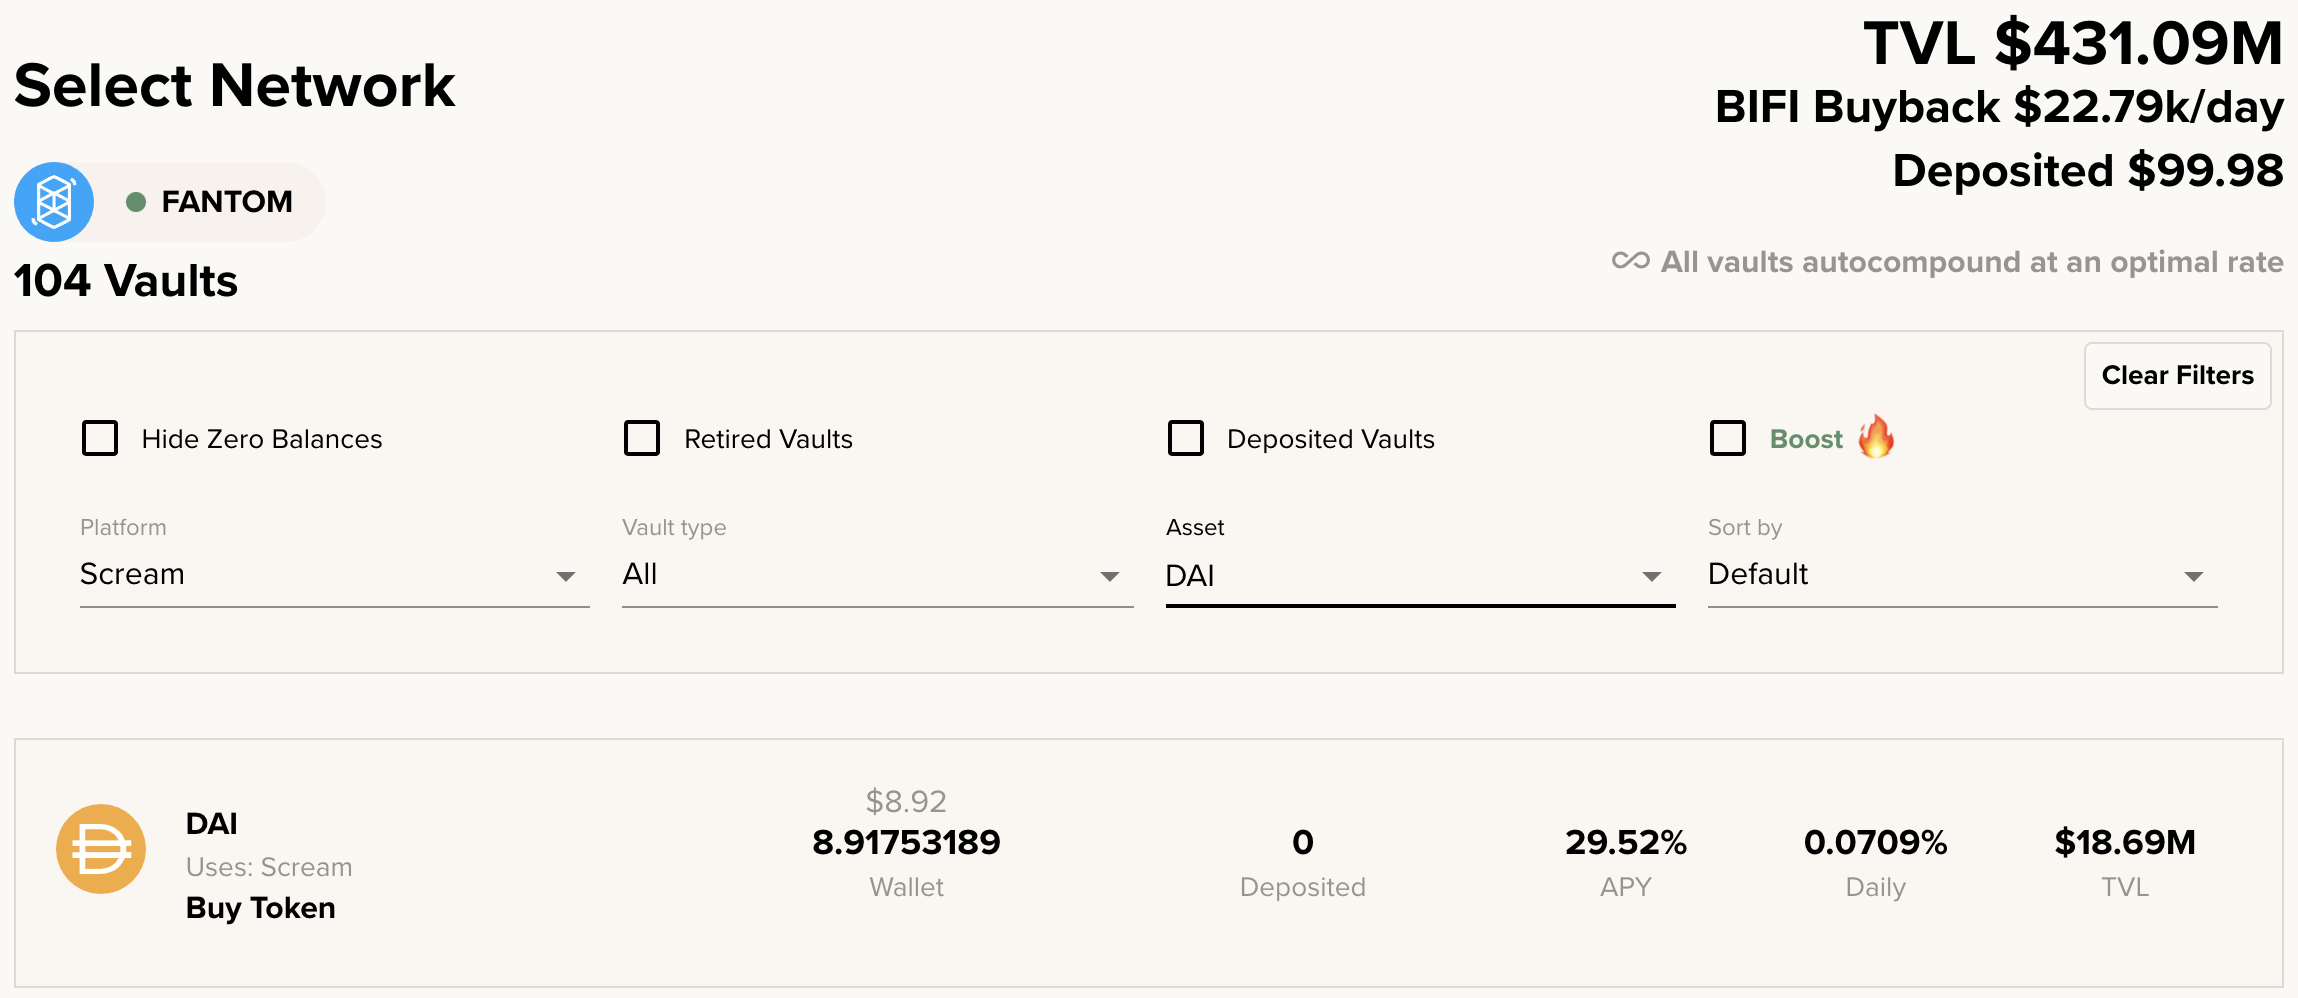 Select Network
TVL $431.09M
BIFI Buyback $22.79k/day
Deposited $99.98
FANTOM
104 Vaults
All vaults autocompound at an optimal rate
Clear Filters
Hide Zero Balances
Retired Vaults
Deposited Vaults
Boost
Platform
Scream
Vault type
All
Asset
DAI
Sort by
Default
DAI
Uses: Scream
Buy Token
$8.92
8.91753189
Wallet
0
Deposited
29.52%
APY
0.0709%
Daily
$18.69M
TVL